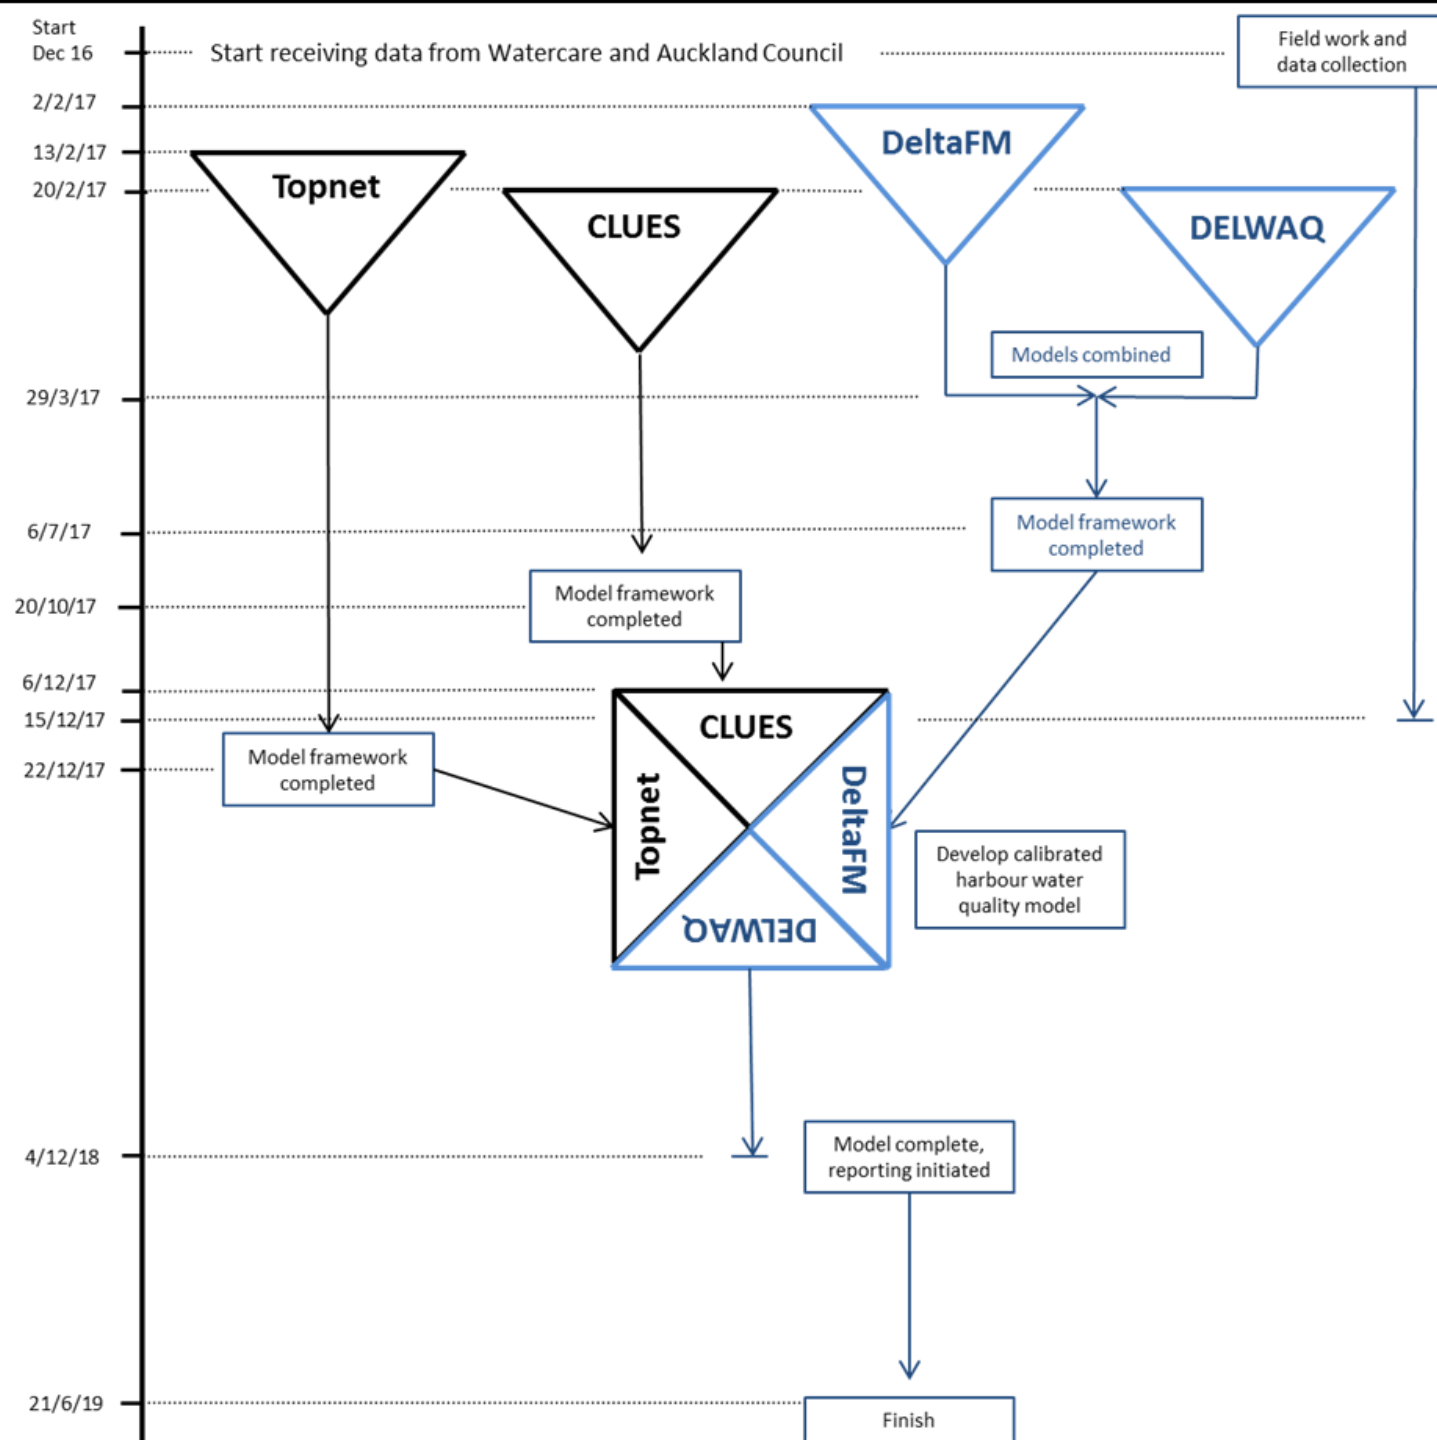 Start
Dec 16
Start receiving data from Watercare and Auckland Council
Field work and
data collection
2/2/17
DeltaFM
13/2/17
Topnet
20/2/17
CLUES
DELWAQ
Models combined
29/3/17
6/7/17
Model framework
completed
20/10/17
Model framework
completed
6/12/17
15/12/17
CLUES
22/12/17
Model framework
completed
Topnet
DeltaFM
DELWAQ
Develop calibrated
harbour water
quality model
4/12/18
Model complete,
reporting initiated
21/6/19
Finish